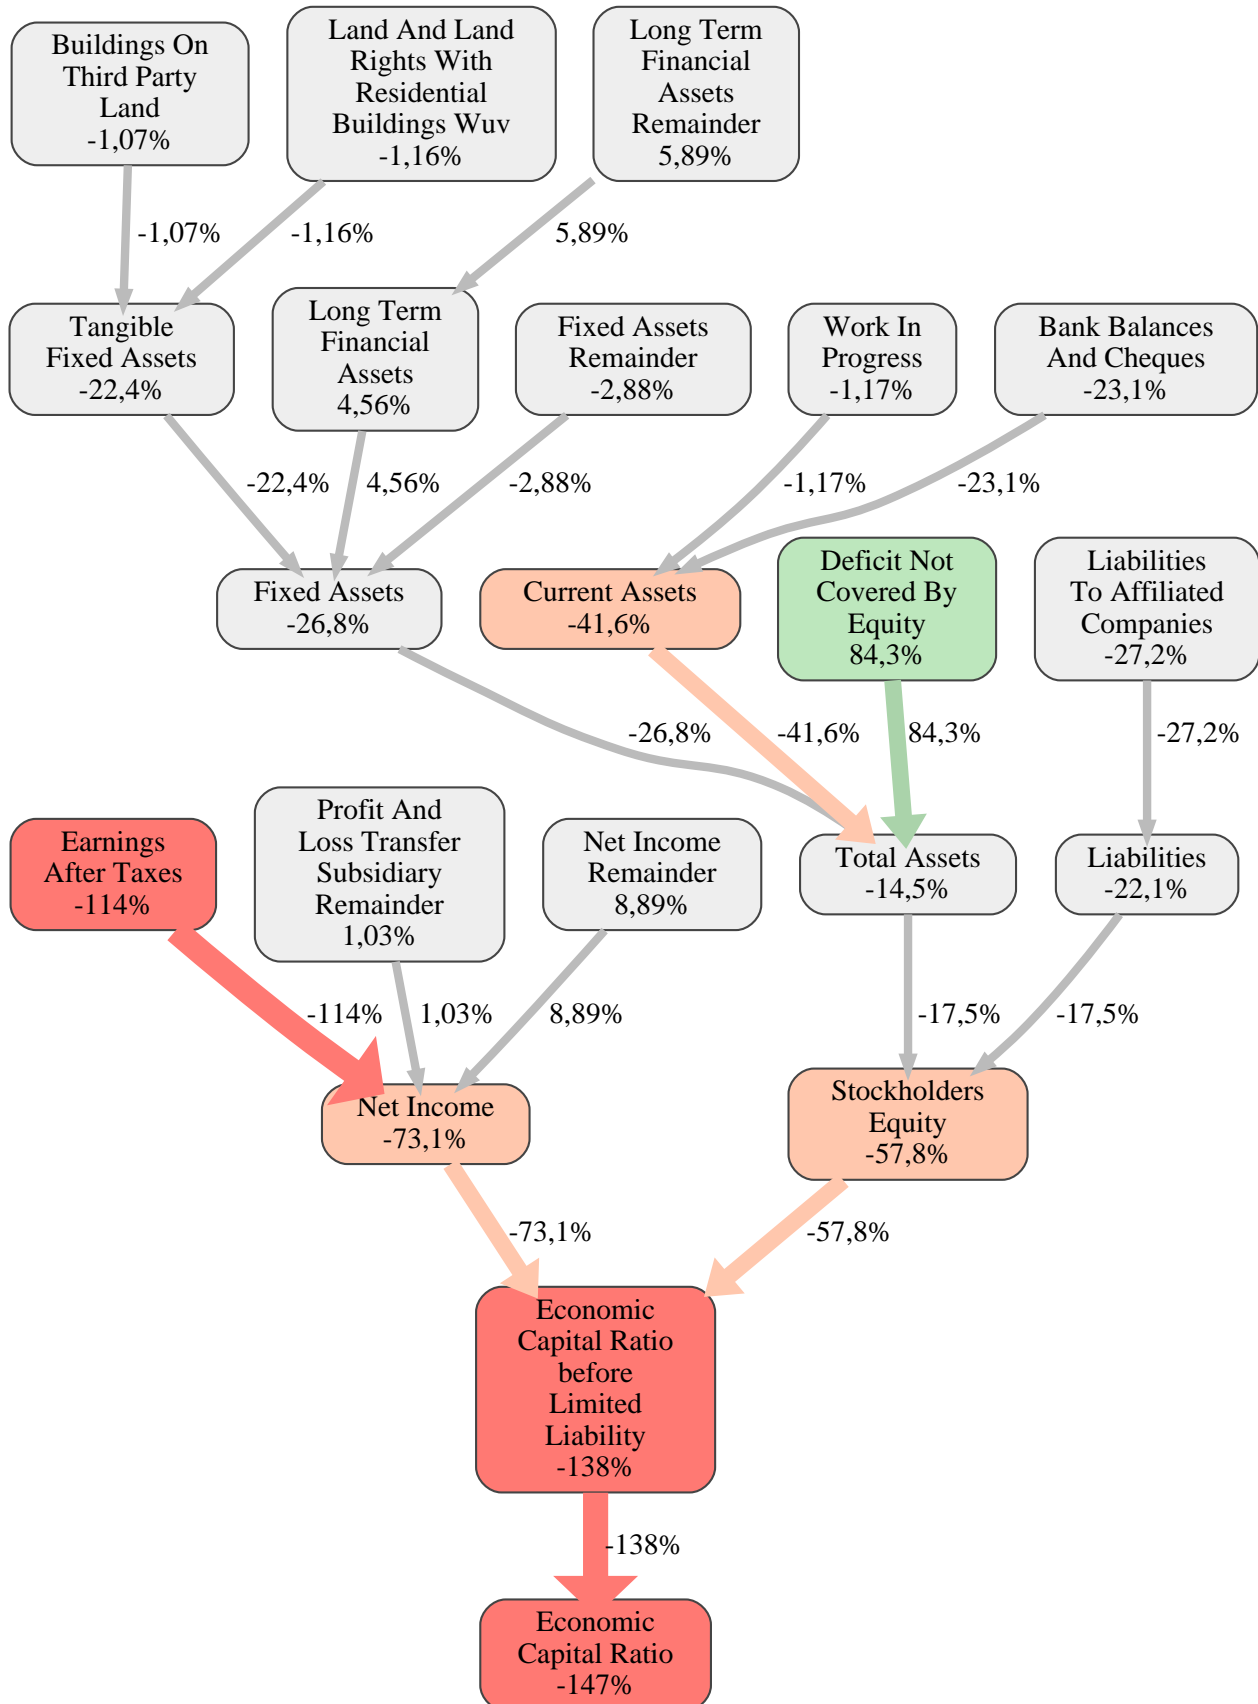 Buildings On
Third Party
Land
-1,07%
Land And Land
Rights With
Residential
Buildings Wuv
-1,16%
Long Term
Financial
Assets
Remainder
5,89%
-1,07%
-1,16%
5,89%
Tangible
Fixed Assets
-22,4%
Long Term
Financial
Assets
4,56%
Fixed Assets
Remainder
-2,88%
Work In
Progress
-1,17%
Bank Balances
And Cheques
-23,1%
-22,4%
4,56%
-2,88%
-1,17%
-23,1%
Fixed Assets
-26,8%
Current Assets
-41,6%
Deficit Not
Covered By
Equity
84,3%
Liabilities
To Affiliated
Companies
-27,2%
-26,8%
-41,6%
84,3%
-27,2%
Earnings
After Taxes
-114%
Profit And
Loss Transfer
Subsidiary
Remainder
1,03%
Net Income
Remainder
8,89%
Total Assets
-14,5%
Liabilities
-22,1%
-114%
1,03%
8,89%
-17,5%
-17,5%
Net Income
-73,1%
Stockholders
Equity
-57,8%
-73,1%
-57,8%
Economic
Capital Ratio
before
Limited
Liability
-138%
-138%
Economic
Capital Ratio
-147%